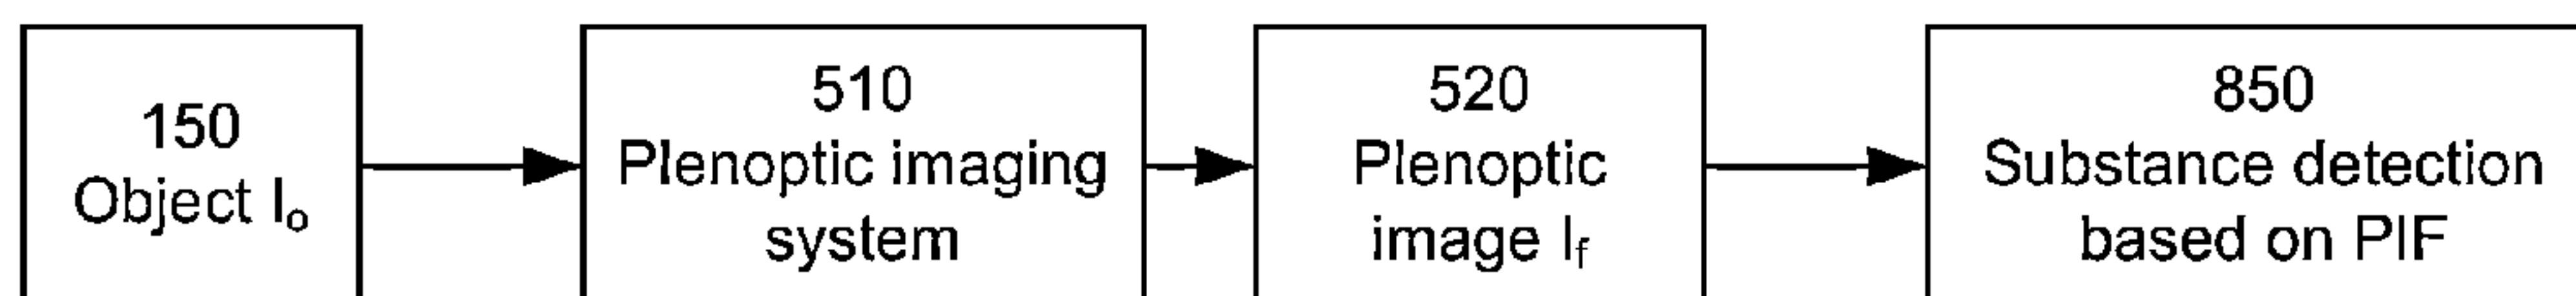 150
Object Iₒ
510
Plenoptic imaging
system
520
Plenoptic
image If
850
Substance detection
based on PIF